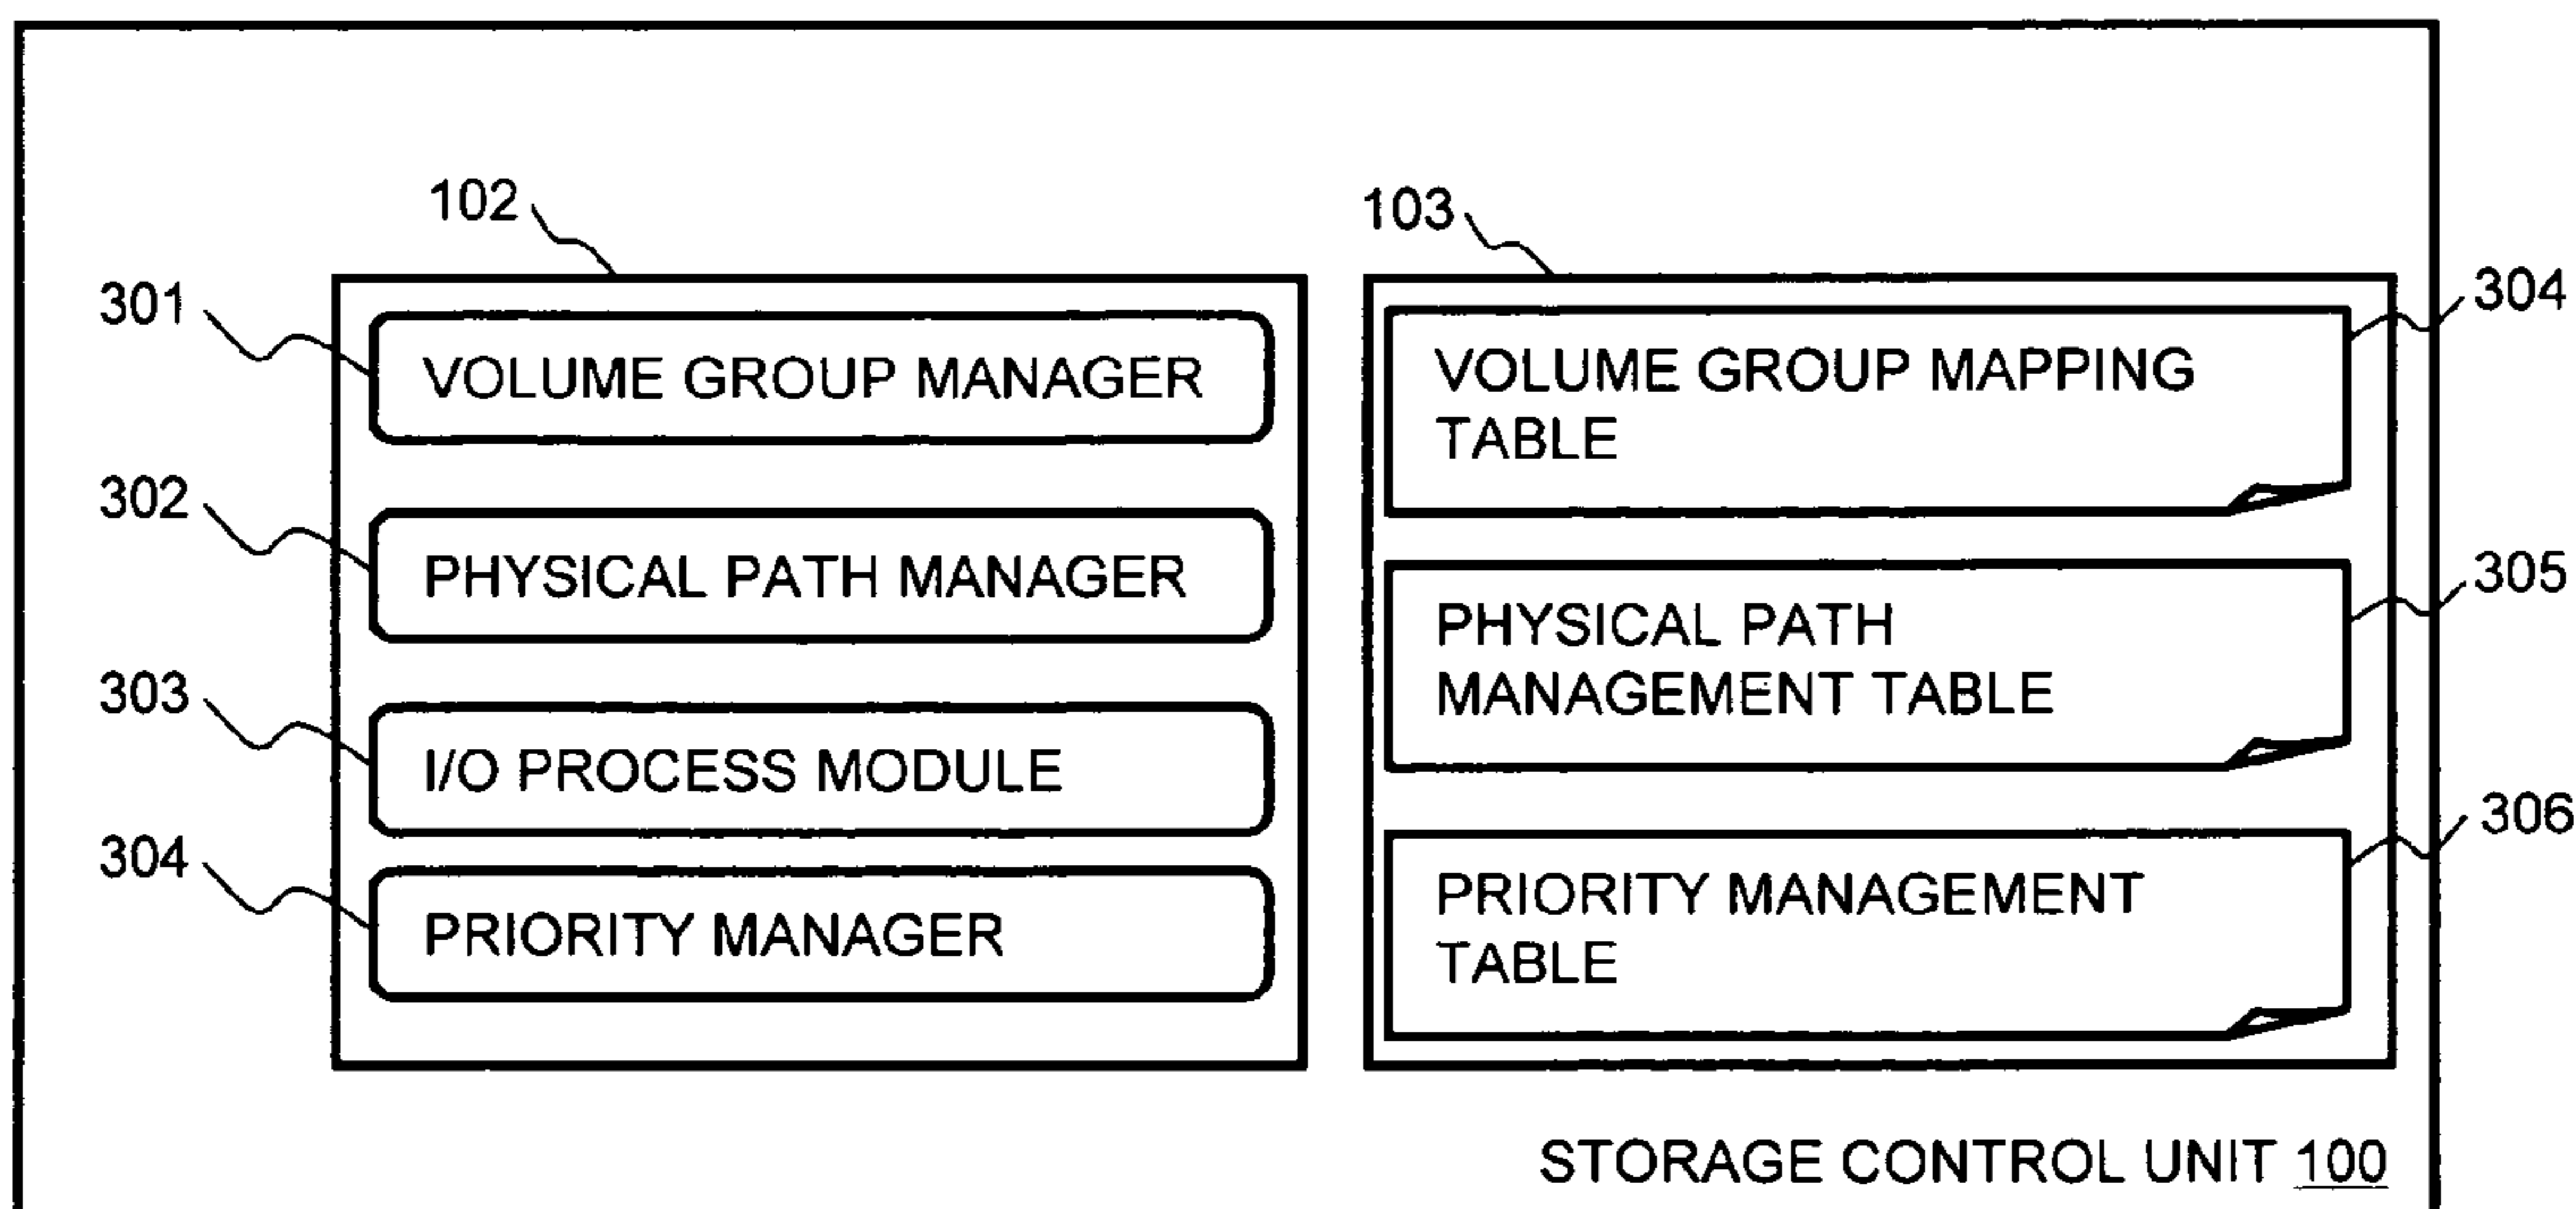 102
103
301
VOLUME GROUP MANAGER
302
PHYSICAL PATH MANAGER
303
I/O PROCESS MODULE
304
PRIORITY MANAGER
304
VOLUME GROUP MAPPING
TABLE
305
PHYSICAL PATH
MANAGEMENT TABLE
306
PRIORITY MANAGEMENT
TABLE
STORAGE CONTROL UNIT 100